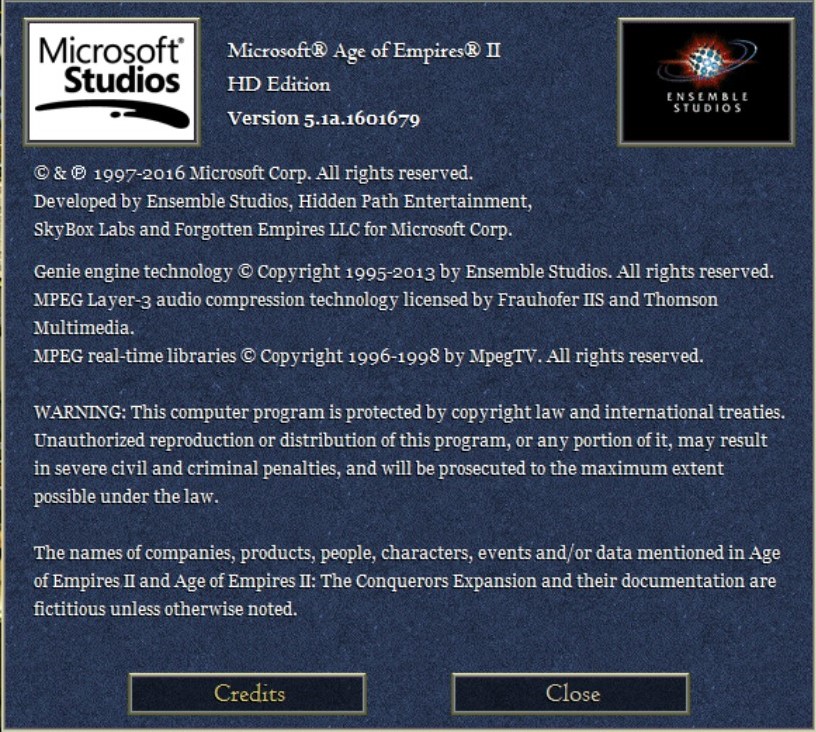 Microsoft®
Studios
Microsoft® Age of Empires® II
HD Edition
Version 5.1a.1601679
ENSEMBLE
STUDIOS
© & ℗ 1997-2016 Microsoft Corp. All rights reserved.
Developed by Ensemble Studios, Hidden Path Entertainment,
SkyBox Labs and Forgotten Empires LLC for Microsoft Corp.
Genie engine technology © Copyright 1995-2013 by Ensemble Studios. All rights reserved.
MPEG Layer-3 audio compression technology licensed by Frauhofer IIS and Thomson
Multimedia.
MPEG real-time libraries © Copyright 1996-1998 by MpegTV. All rights reserved.
WARNING: This computer program is protected by copyright law and international treaties.
Unauthorized reproduction or distribution of this program, or any portion of it, may result
in severe civil and criminal penalties, and will be prosecuted to the maximum extent
possible under the law.
The names of companies, products, people, characters, events and/or data mentioned in Age
of Empires II and Age of Empires II: The Conquerors Expansion and their documentation are
fictitious unless otherwise noted.
Credits
Close